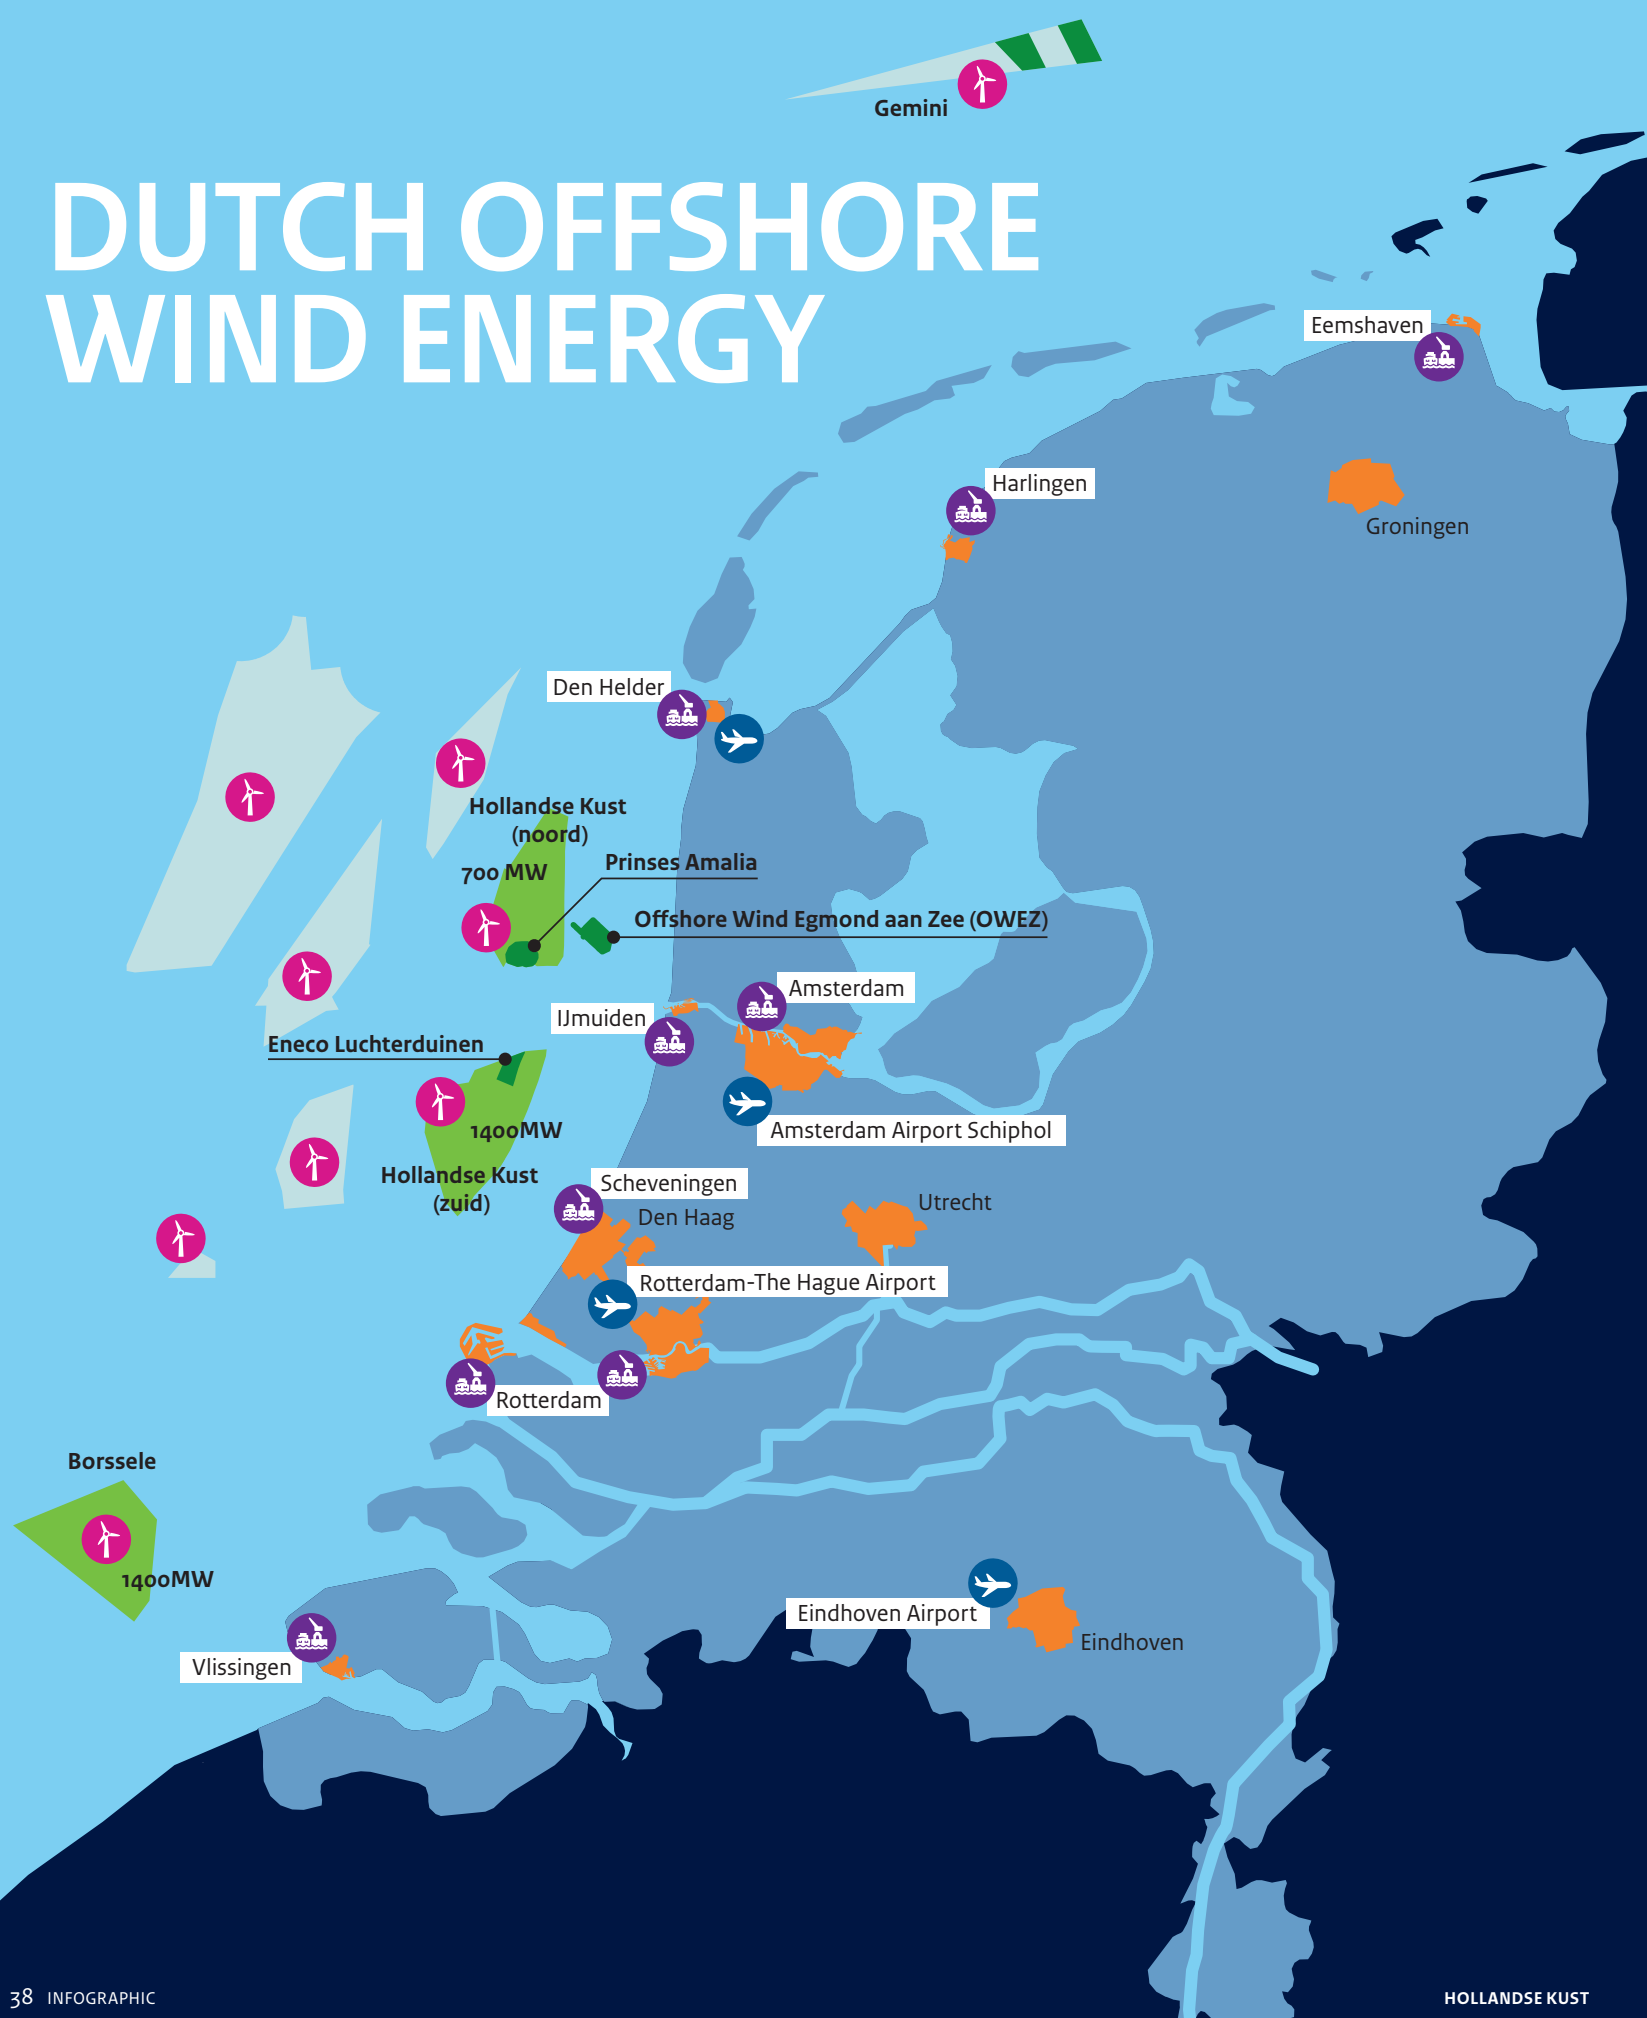 Gemini
DUTCH OFFSHORE
WIND ENERGY
Eemshaven
Harlingen
Groningen
Den Helder
Hollandse Kust
(noord)
700 MW
Prinses Amalia
Offshore Wind Egmond aan Zee (OWEZ)
Amsterdam
IJmuiden
Eneco Luchterduinen
1400MW
Amsterdam Airport Schiphol
Hollandse Kust
(zuid)
Scheveningen
Den Haag
Utrecht
Rotterdam-The Hague Airport
Rotterdam
Borssele
1400MW
Eindhoven Airport
Eindhoven
Vlissingen
38 INFOGRAPHIC
HOLLANDSE KUST